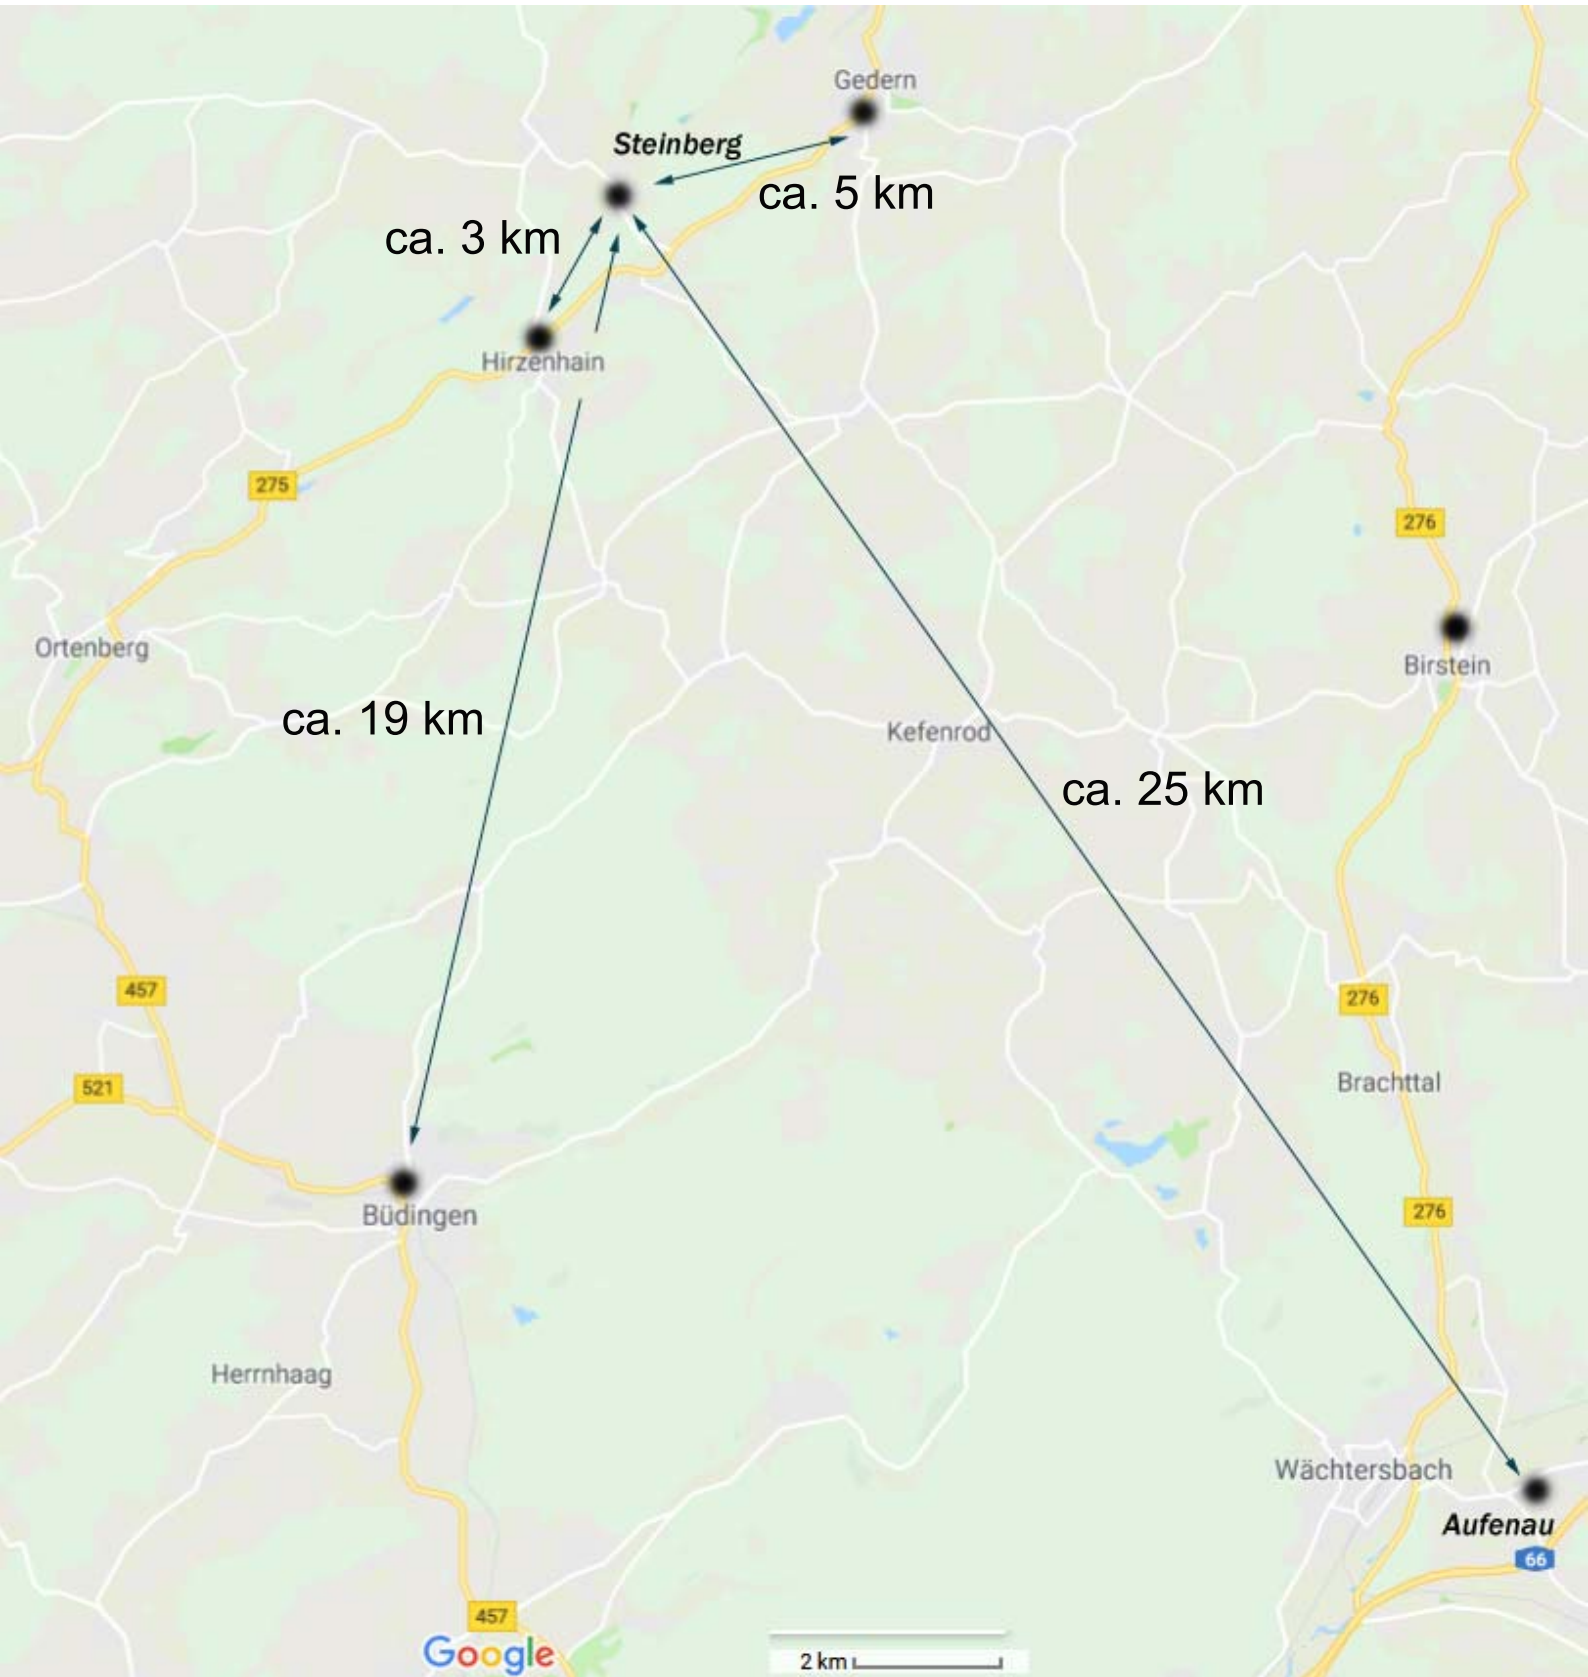 Gedern
Steinberg
ca. 5 km
ca. 3 km
Hirzenhain
275
276
Ortenberg
Birstein
ca. 19 km
Kefenrod
ca. 25 km
457
276
521
Brachttal
276
Büdingen
Herrnhaag
Wächtersbach
Aufenau
66
457
Google
2 km